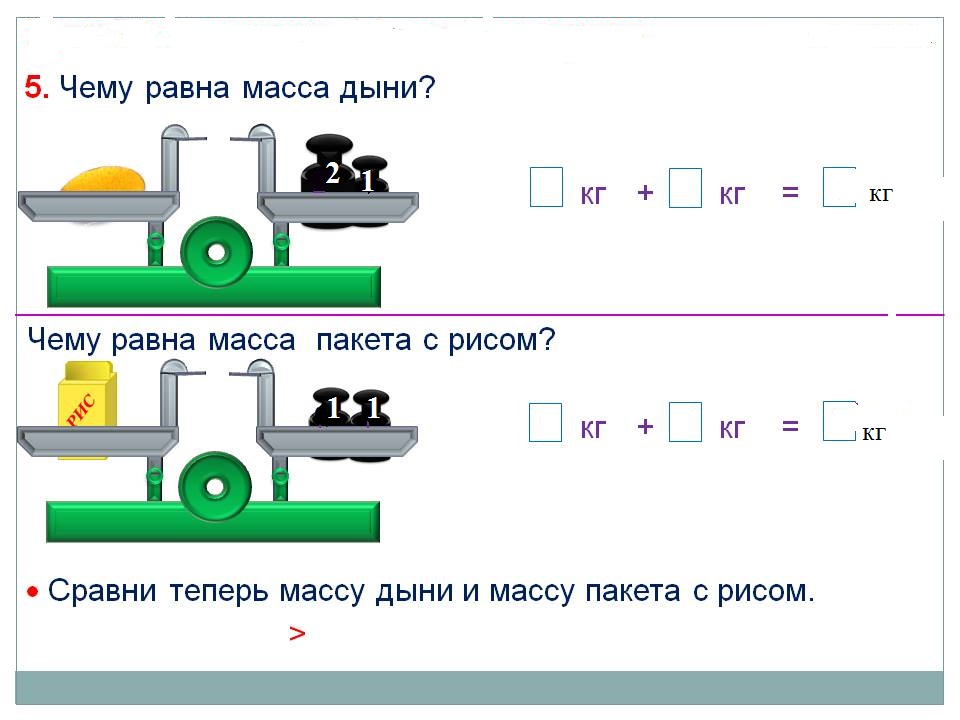 5. Чему равна масса дыни?
2 1
кг + кг = кг
Чему равна масса пакета с рисом?
РИС
1 1
кг + кг = кг
• Сравни теперь массу дыни и массу пакета с рисом.
>